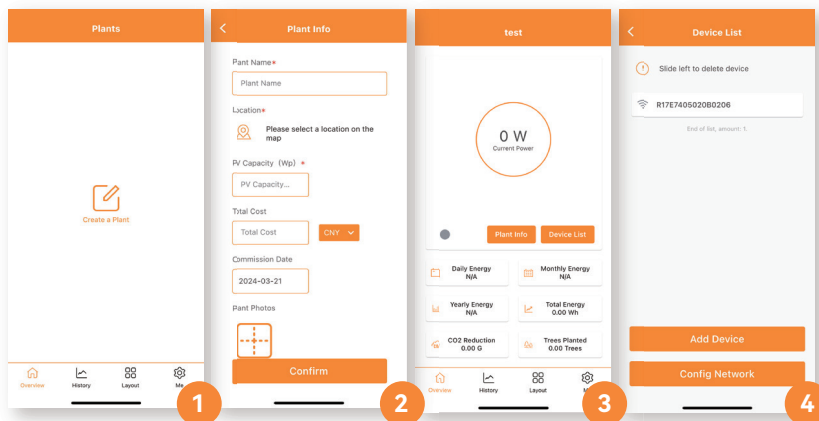 Plants
Create a Plant
Overview
History
Layout
Me
1
Plant Info
Pant Name*
Plant Name
Location*
Please select a location on the
map
PV Capacity (Wp) *
PV Capacity...
Total Cost
Total Cost
CNY
Commission Date
2024-03-21
Pant Photos
Confirm
2
test
0 W
Current Power
Plant Info
Device List
Daily Energy
N/A
Monthly Energy
N/A
Yearly Energy
N/A
Total Energy
0.00 Wh
CO2 Reduction
0.00 G
Trees Planted
0.00 Trees
Overview
History
Layout
M
3
Device List
Slide left to delete device
R17E7405020B0206
End of list, amount: 1.
Add Device
Config Network
4